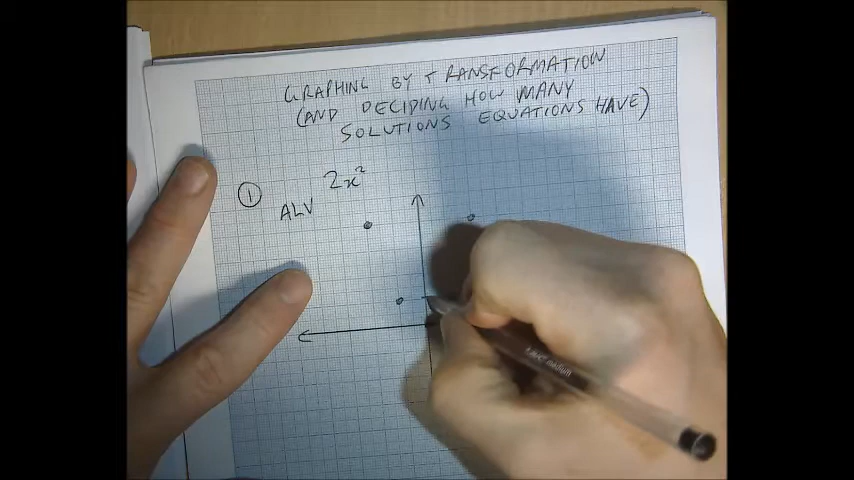 GRAPHING BY TRANSFORMATION
(AND DECIDING HOW MANY
SOLUTIONS EQUATIONS HAVE)
① 2x²
ALV